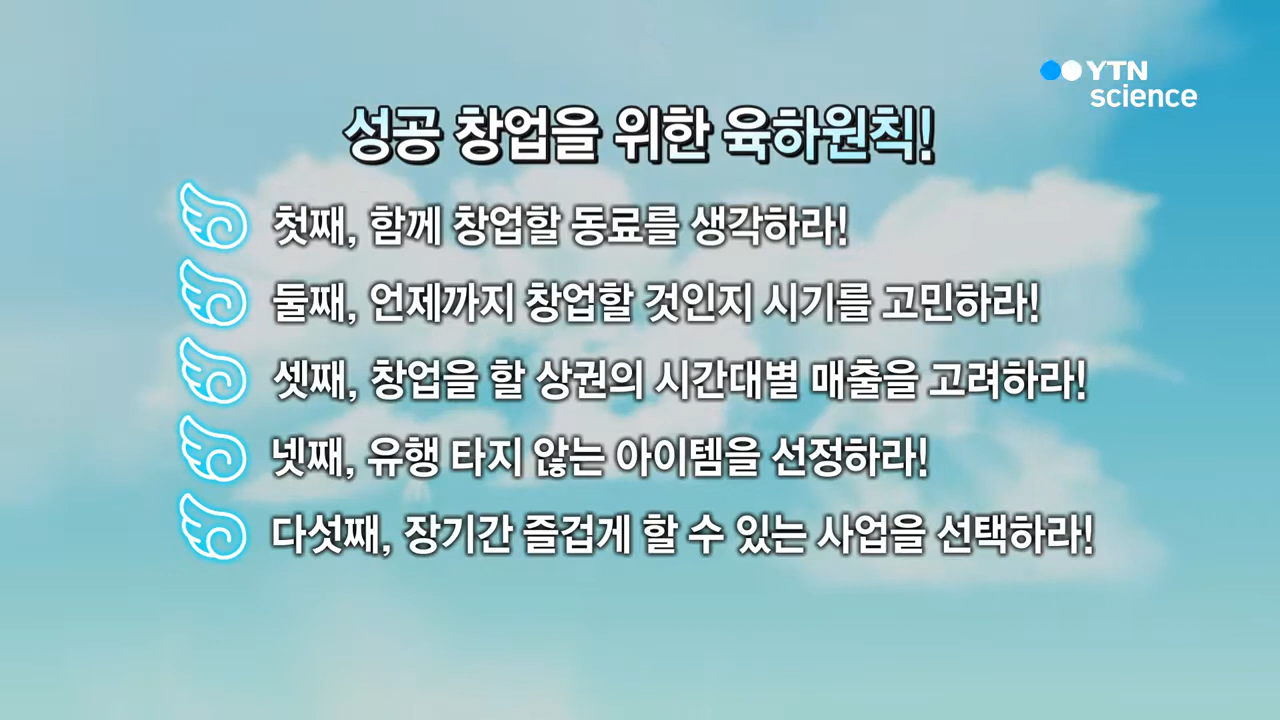 YTN
science
성공 창업을 위한 육하원칙!
첫째, 함께 창업할 동료를 생각하라!
둘째, 언제까지 창업할 것인지 시기를 고민하라!
셋째, 창업을 할 상권의 시간대별 매출을 고려하라!
넷째, 유행 타지 않는 아이템을 선정하라!
다섯째, 장기간 즐겁게 할 수 있는 사업을 선택하라!